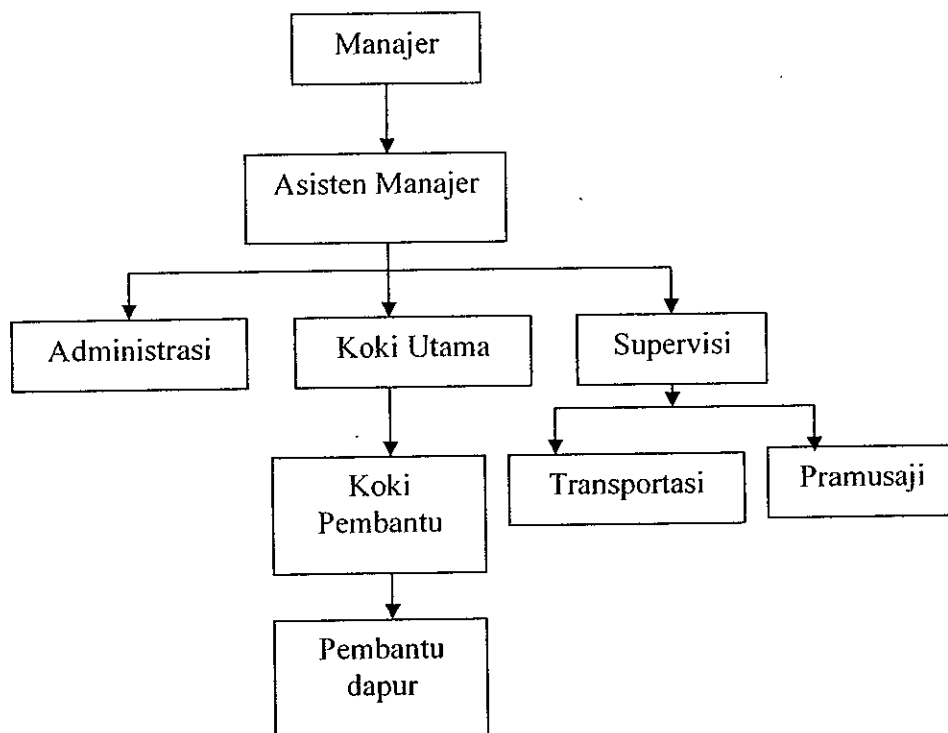 Manajer
Asisten Manajer
Administrasi
Koki Utama
Supervisi
Koki
Pembantu
Transportasi
Pramusaji
Pembantu
dapur